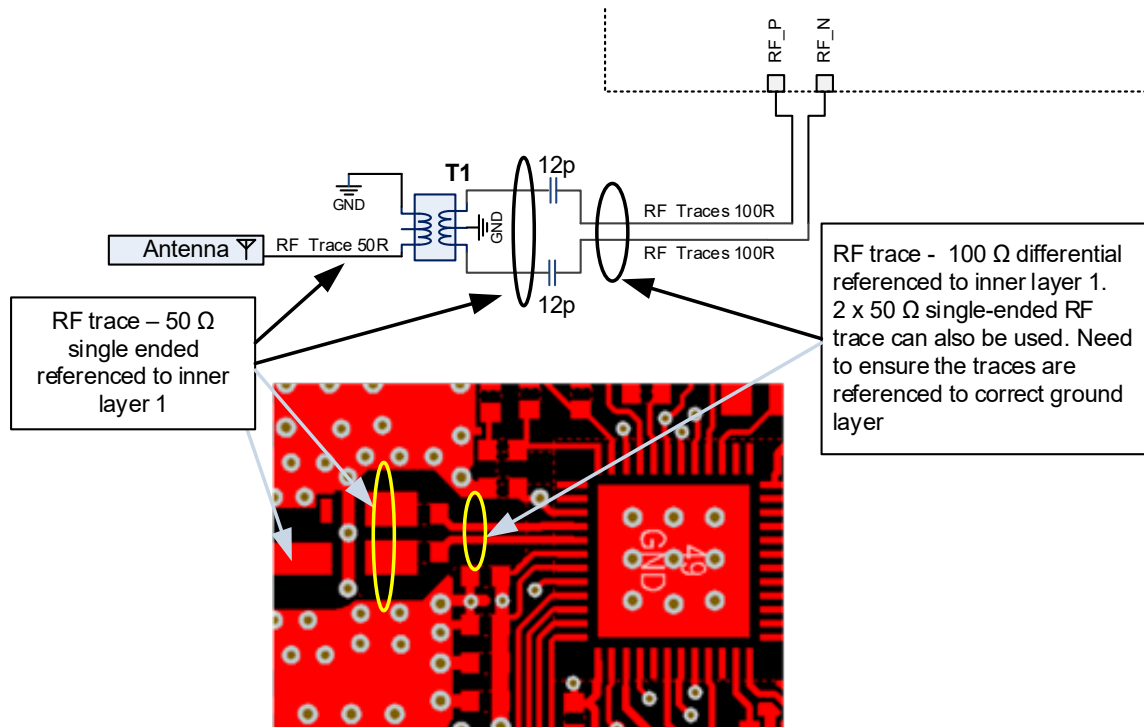 RF_P
RF_N
T1
12p
GND
GND
RF Traces 100R
Antenna
RF Trace 50R
RF Traces 100R
12p
RF trace – 50 Ω
single ended
referenced to inner
layer 1
RF trace - 100 Ω differential
referenced to inner layer 1.
2 x 50 Ω single-ended RF
trace can also be used. Need
to ensure the traces are
referenced to correct ground
layer
49
GND